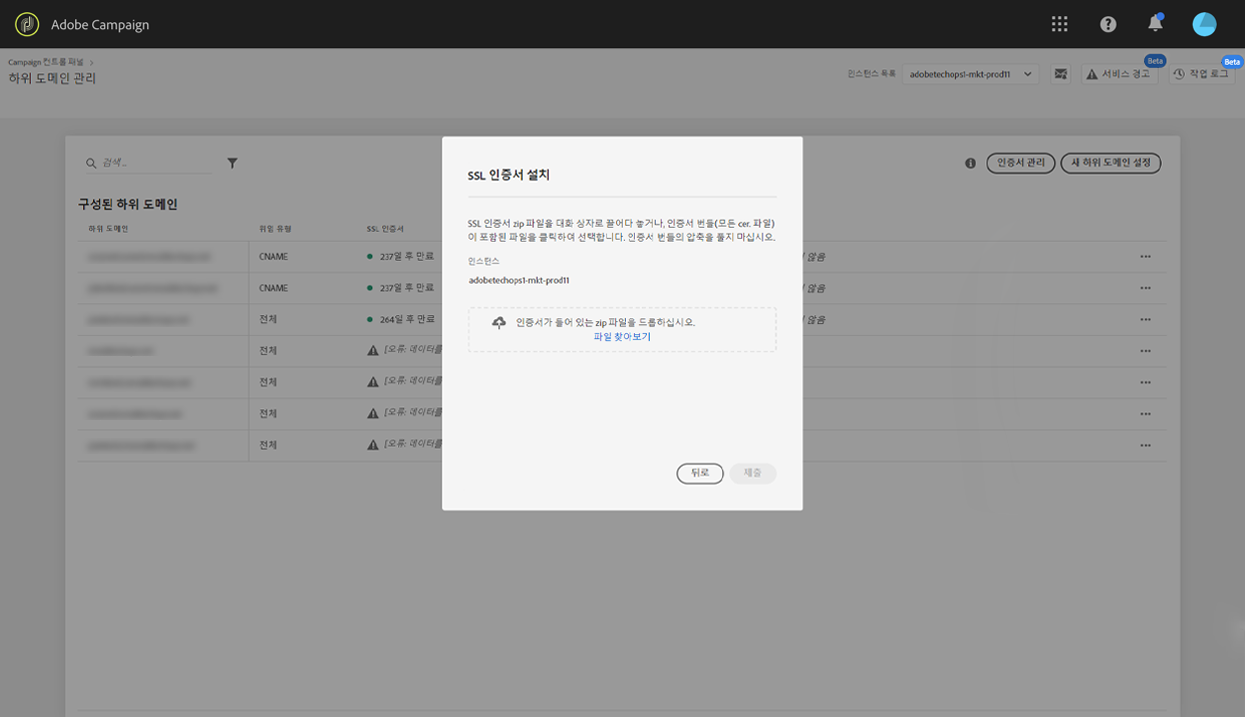 Adobe Campaign
Campaign 컨트롤 패널 >
하위 도메인 관리
인스턴스 목록 adobetechops1-mkt-prod11
서비스 경고 Beta
작업 로그 Beta
검색...
인증서 관리
새 하위 도메인 설정
구성된 하위 도메인
하위 도메인 위임 유형 SSL 인증서
CNAME 237일 후 만료 않음
CNAME 237일 후 만료 않음
전체 264일 후 만료 않음
전체 [오류: 데이터를
전체 [오류: 데이터를
전체 [오류: 데이터를
전체 [오류: 데이터를
SSL 인증서 설치
SSL 인증서 zip 파일을 대화 상자로 끌어다 놓거나, 인증서 번들(모든 cer. 파일)
이 포함된 파일을 클릭하여 선택합니다. 인증서 번들의 압축을 풀지 마십시오.
인스턴스
adobetechops1-mkt-prod11
인증서가 들어 있는 zip 파일을 드롭하십시오.
파일 찾아보기
뒤로
제출